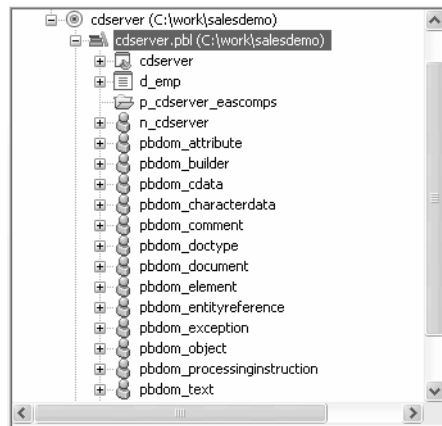 cdserver (C:\work\salesdemo)
cdserver.pbl (C:\work\salesdemo)
cdserver
d_emp
p_cdserver_eascomps
n_cdserver
pbdom_attribute
pbdom_builder
pbdom_cdata
pbdom_characterdata
pbdom_comment
pbdom_doctype
pbdom_document
pbdom_element
pbdom_entityreference
pbdom_exception
pbdom_object
pbdom_processinginstruction
pbdom_text